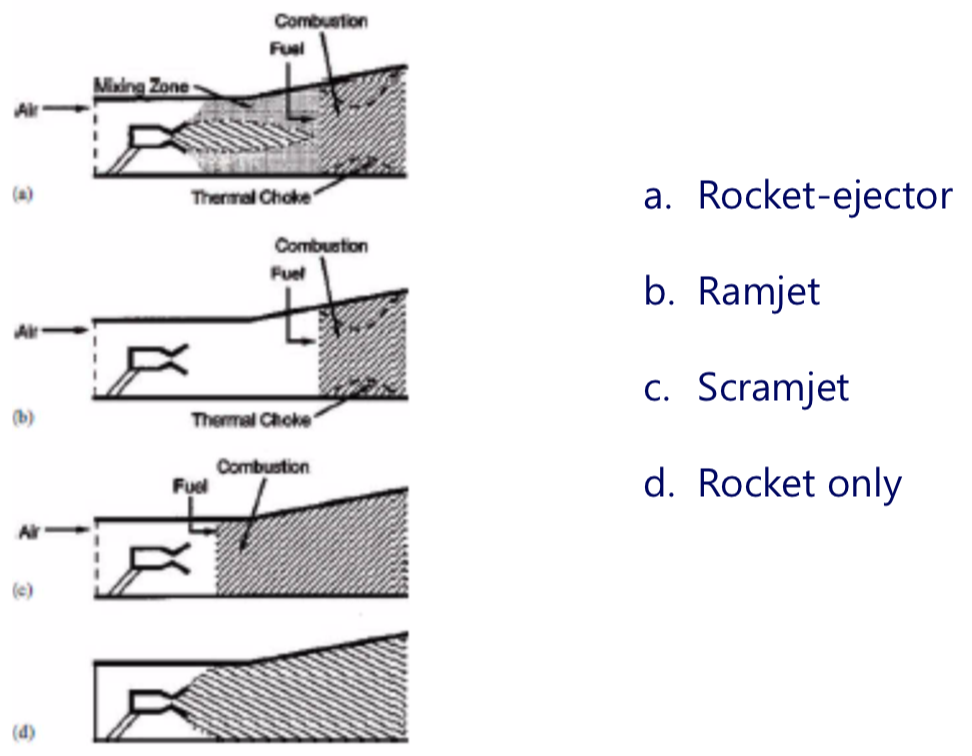 Combustion
Fuel
Mixing Zone
Air
(a)
Thermal Choke
Combustion
Fuel
Air
(b)
Thermal Choke
Combustion
Fuel
Air
(c)
(d)
a. Rocket-ejector
b. Ramjet
c. Scramjet
d. Rocket only